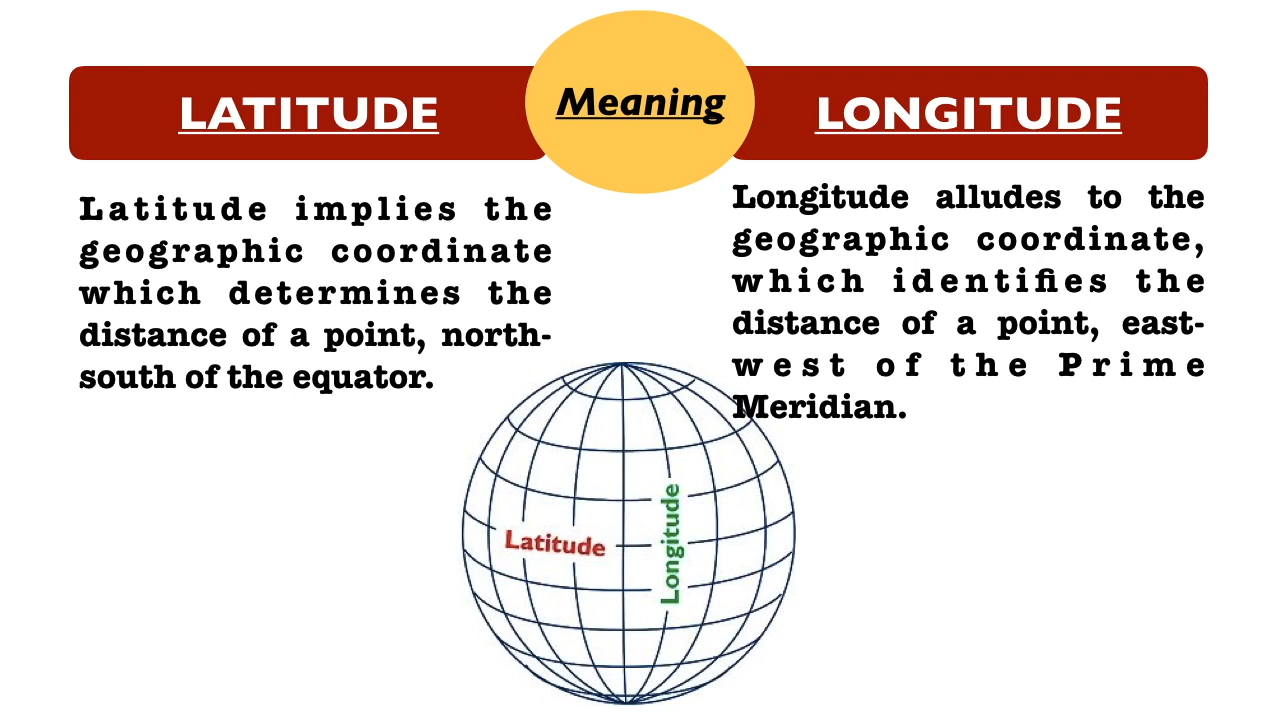 LATITUDE
Meaning
LONGITUDE
Latitude implies the
geographic coordinate
which determines the
distance of a point, north-
south of the equator.
Longitude alludes to the
geographic coordinate,
which identifies the
distance of a point, east-
west of the Prime
Meridian.
Latitude
Longitude